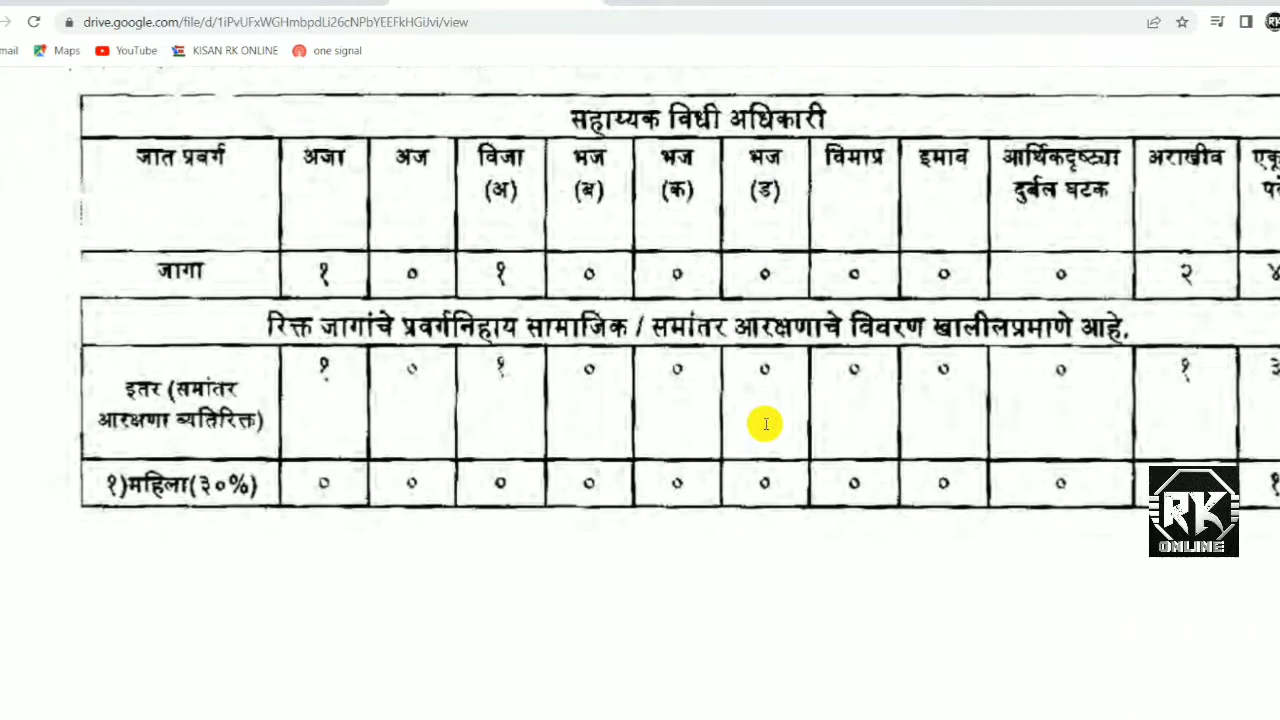 drive.google.com/file/d/1iPvUFxWGHmbpdLi26cNPbYEEFkHGiJvi/view
mail Maps YouTube KISAN RK ONLINE one signal
सहाय्यक विधी अधिकारी
जात प्रवर्ग अजा अज विजा भज भज भज विमाप्र इमाव आर्थिकदृष्ट्या अराखीव एकू
(अ) (ब) (क) (ड) दुर्बल घटक
जागा १ ० १ ० ० ० ० ० ० २ ४
रिक्त जागांचे प्रवर्गनिहाय सामाजिक / समांतर आरक्षणाचे विवरण खालीलप्रमाणे आहे.
१ ० १ ० ० ० ० ० ० १ ३
इतर (समांतर
आरक्षणा व्यतिरिक्त)
१)महिला(३०%) ० ० ० ० ० ० ० ० ० १
RK
ONLINE